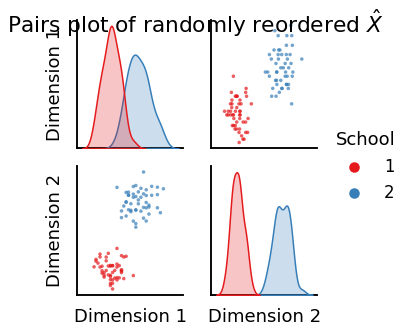 Pairs plot of randomly reordered X̂
Dimension 1
School
1
2
Dimension 2
Dimension 1
Dimension 2